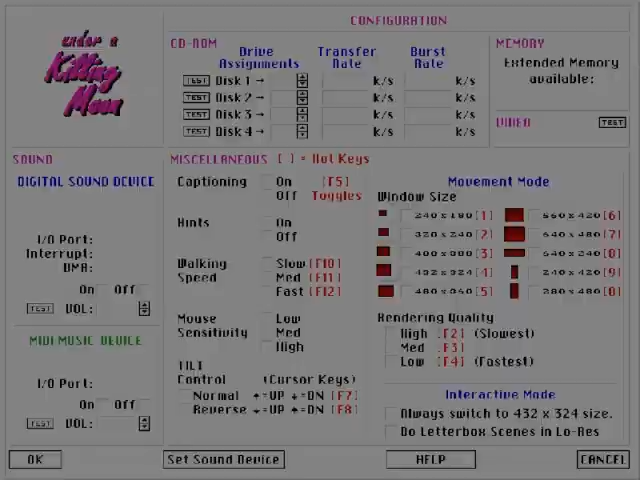 under a
Killing
Moon
CONFIGURATION
CD-ROM
Drive Assignments
Transfer Rate
Burst Rate
TEST Disk 1 → k/s k/s
TEST Disk 2 → k/s k/s
TEST Disk 3 → k/s k/s
TEST Disk 4 → k/s k/s
MEMORY
Extended Memory
available:
VIDEO TEST
SOUND
DIGITAL SOUND DEVICE
I/O Port:
Interrupt:
DMA:
On Off
TEST VOL:
MIDI MUSIC DEVICE
I/O Port:
On Off
TEST VOL:
MISCELLANEOUS [ ] = Hot Keys
Captioning On [F5]
Off Toggles
Hints On
Off
Walking Speed
Slow [F10]
Med [F11]
Fast [F12]
Mouse Sensitivity
Low
Med
High
TILT
Control (Cursor Keys)
Normal ↑=UP ↓=DN [F7]
Reverse ↓=UP ↑=DN [F8]
Movement Mode
Window Size
240 x 180 [1] 560 x 420 [6]
320 x 240 [2] 640 x 480 [7]
400 x 300 [3] 640 x 240 [8]
432 x 324 [4] 240 x 420 [9]
480 x 360 [5] 280 x 480 [0]
Rendering Quality
High [F2] (Slowest)
Med [F3]
Low [F4] (Fastest)
Interactive Mode
Always switch to 432 x 324 size.
Do Letterbox Scenes in Lo-Res
OK
Set Sound Device
HELP
CANCEL